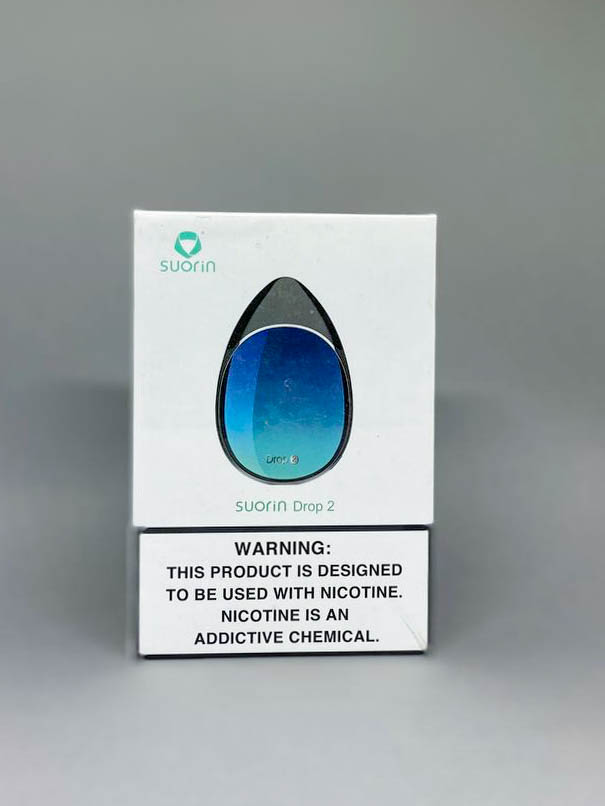 suorin
Drop 2
suorin Drop 2
WARNING:
THIS PRODUCT IS DESIGNED
TO BE USED WITH NICOTINE.
NICOTINE IS AN
ADDICTIVE CHEMICAL.